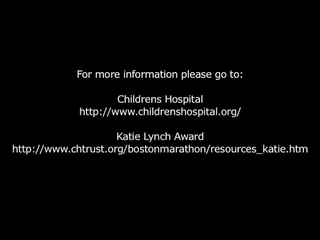 For more information please go to:
Childrens Hospital
http://www.childrenshospital.org/
Katie Lynch Award
http://www.chtrust.org/bostonmarathon/resources_katie.htm